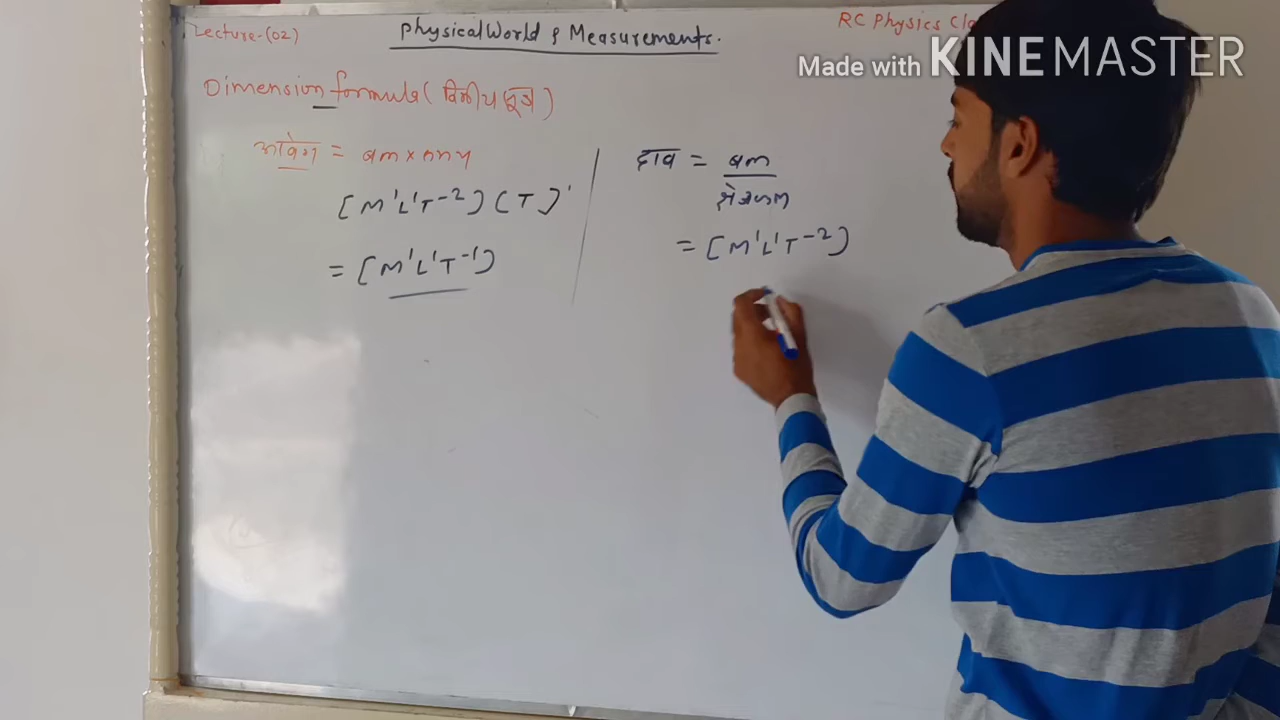 Lecture-(02)
Physical World & Measurements.
RC Physics Cla
Made with KINEMASTER
Dimension formula (विमीय सूत्र)
आवेग = बल × समय
[M¹L¹T⁻²] [T]¹
= [M¹L¹T⁻¹]
दाब = बल
क्षेत्रफल
= [M¹L¹T⁻²]